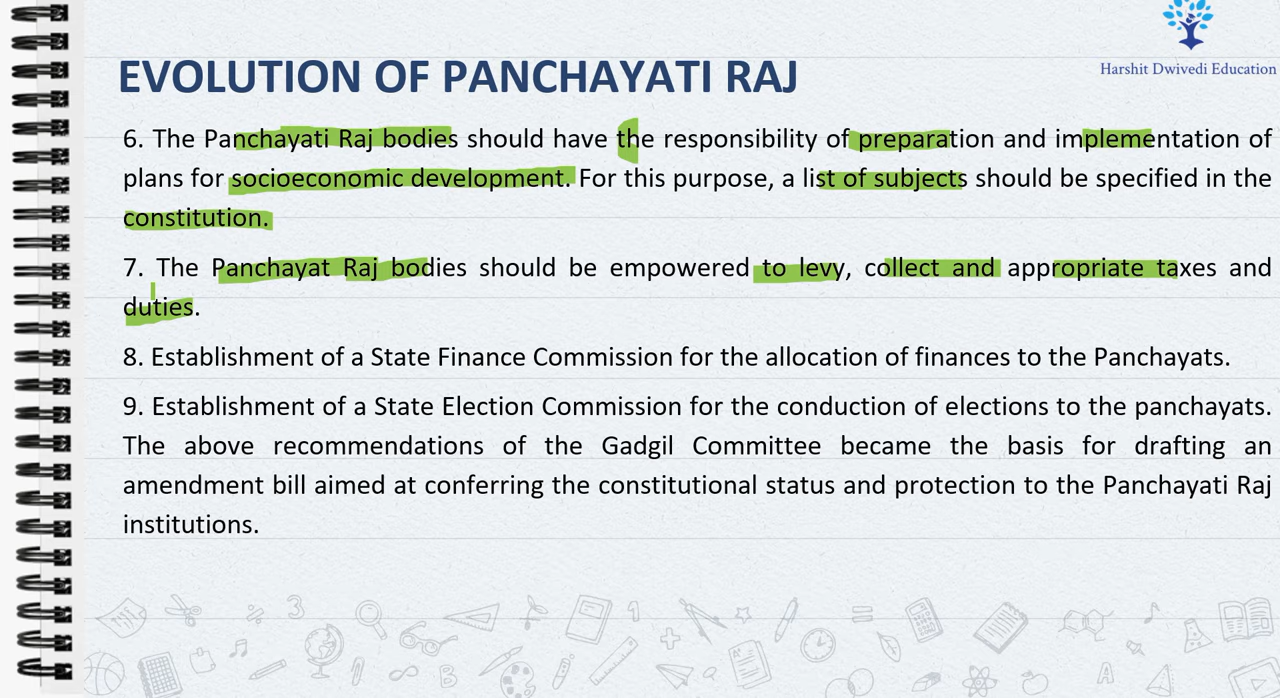 Harshit Dwivedi Education
EVOLUTION OF PANCHAYATI RAJ
6. The Panchayati Raj bodies should have the responsibility of preparation and implementation of
plans for socioeconomic development. For this purpose, a list of subjects should be specified in the
constitution.
7. The Panchayat Raj bodies should be empowered to levy, collect and appropriate taxes and
duties.
8. Establishment of a State Finance Commission for the allocation of finances to the Panchayats.
9. Establishment of a State Election Commission for the conduction of elections to the panchayats.
The above recommendations of the Gadgil Committee became the basis for drafting an
amendment bill aimed at conferring the constitutional status and protection to the Panchayati Raj
institutions.